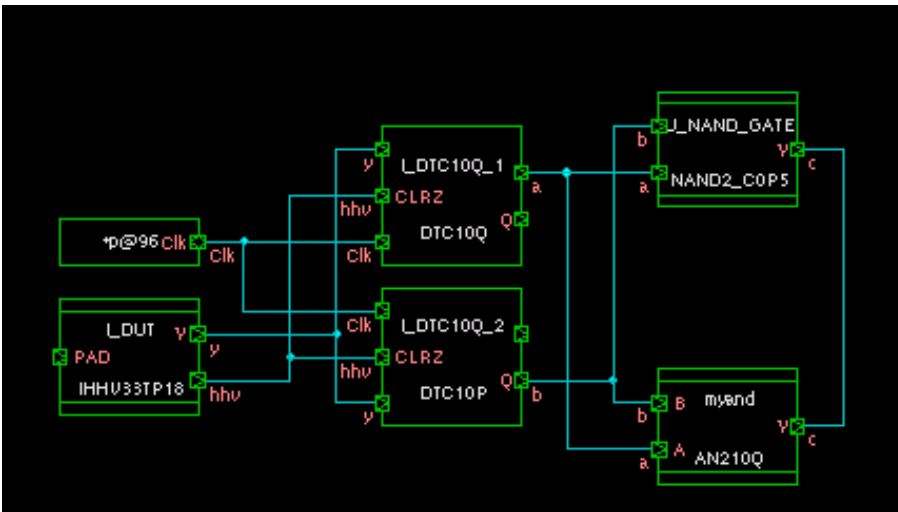 U_NAND_GATE
b
Y
c
I_DTC10Q_1
y
a
a
NAND2_C0P5
CLRZ
hhv
Q
DTC10Q
*p@96 Clk
Clk
Clk
I_DUT Y
y
Clk
I_DTC10Q_2
PAD
CLRZ
hhv
IHHV33TP18
hhv
DTC10P
Q
b
y
B myand
b
Y
c
A
a
AN210Q